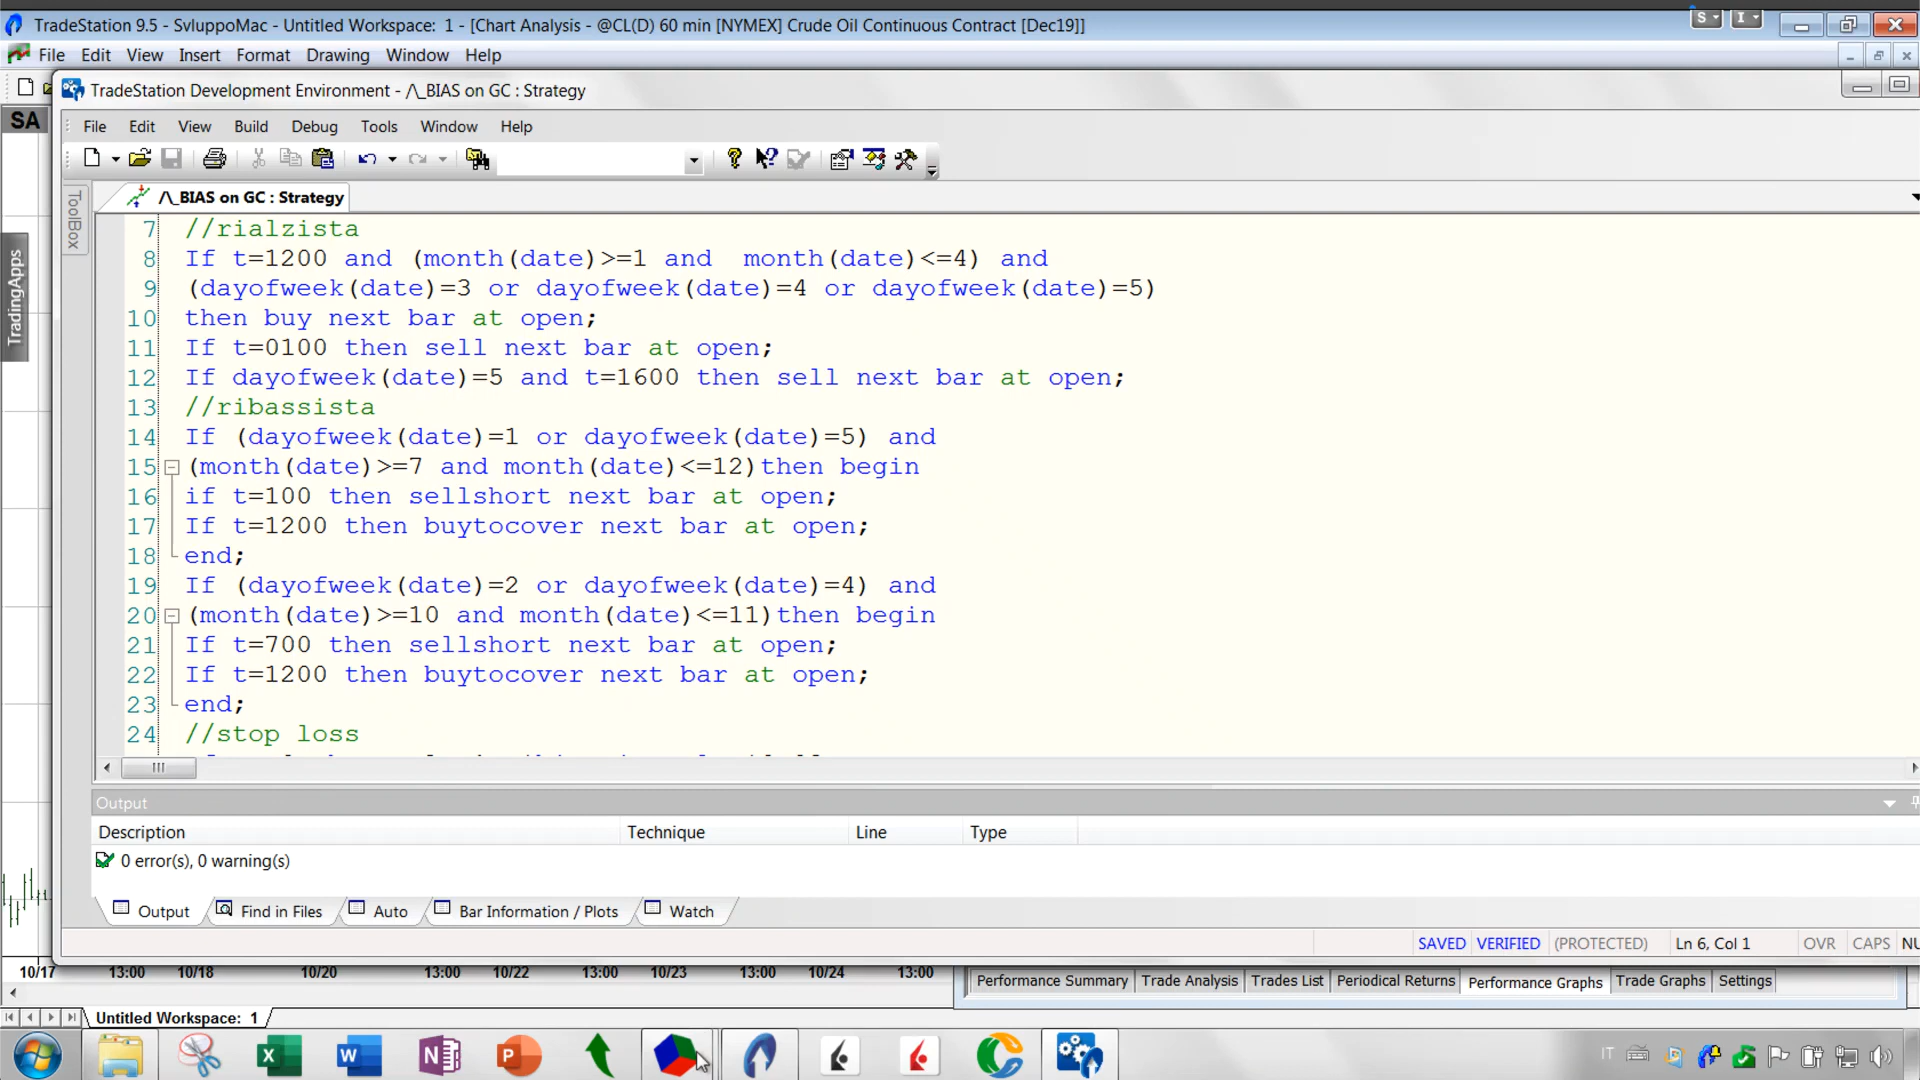 TradeStation 9.5 - SvluppoMac - Untitled Workspace: 1 - [Chart Analysis - @CL(D) 60 min [NYMEX] Crude Oil Continuous Contract [Dec19]]
S I
File Edit View Insert Format Drawing Window Help
TradeStation Development Environment - /\_BIAS on GC : Strategy
SA
File Edit View Build Debug Tools Window Help
/\_BIAS on GC : Strategy
ToolBox
TradingApps
7 //rialzista
8 If t=1200 and (month(date)>=1 and month(date)<=4) and
9 (dayofweek(date)=3 or dayofweek(date)=4 or dayofweek(date)=5)
10 then buy next bar at open;
11 If t=0100 then sell next bar at open;
12 If dayofweek(date)=5 and t=1600 then sell next bar at open;
13 //ribassista
14 If (dayofweek(date)=1 or dayofweek(date)=5) and
15 (month(date)>=7 and month(date)<=12)then begin
16 if t=100 then sellshort next bar at open;
17 If t=1200 then buytocover next bar at open;
18 end;
19 If (dayofweek(date)=2 or dayofweek(date)=4) and
20 (month(date)>=10 and month(date)<=11)then begin
21 If t=700 then sellshort next bar at open;
22 If t=1200 then buytocover next bar at open;
23 end;
24 //stop loss
Output
Description Technique Line Type
0 error(s), 0 warning(s)
Output Find in Files Auto Bar Information / Plots Watch
SAVED VERIFIED (PROTECTED) Ln 6, Col 1 OVR CAPS NU
10/17 13:00 10/18 10/20 13:00 10/22 13:00 10/23 13:00 10/24 13:00
Performance Summary Trade Analysis Trades List Periodical Returns Performance Graphs Trade Graphs Settings
Untitled Workspace: 1
IT